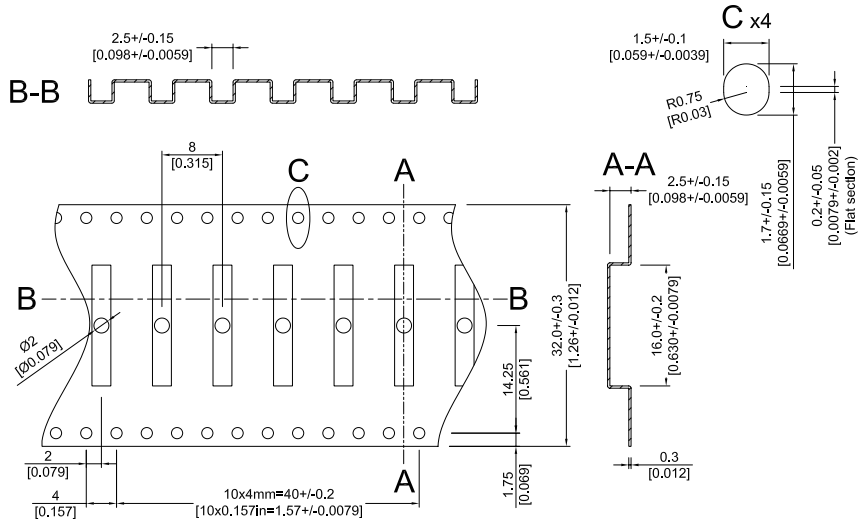 2.5+/-0.15
[0.098+/-0.0059]
B-B
C x4
1.5+/-0.1
[0.059+/-0.0039]
R0.75
[R0.03]
1.7+/-0.15
[0.0669+/-0.0059]
0.2+/-0.05
[0.0079+/-0.002]
(Flat section)
8
[0.315]
C
A
A-A
2.5+/-0.15
[0.098+/-0.0059]
B
B
Ø2
[Ø0.079]
32.0+/-0.3
[1.26+/-0.012]
16.0+/-0.2
[0.630+/-0.0079]
14.25
[0.561]
2
[0.079]
4
[0.157]
10x4mm=40+/-0.2
[10x0.157in=1.57+/-0.0079]
A
1.75
[0.069]
0.3
[0.012]